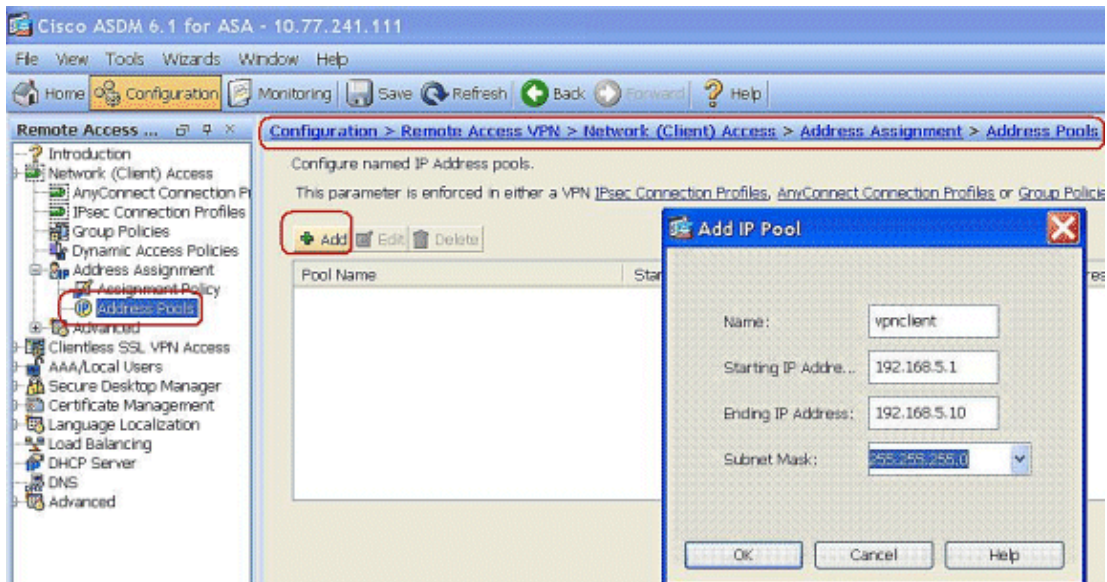 Cisco ASDM 6.1 for ASA - 10.77.241.111
File View Tools Wizards Window Help
Home Configuration Monitoring Save Refresh Back Forward Help
Remote Access ...
Introduction
Network (Client) Access
AnyConnect Connection P
IPsec Connection Profiles
Group Policies
Dynamic Access Policies
Address Assignment
Assignment Policy
Address Pools
Advanced
Clientless SSL VPN Access
AAA/Local Users
Secure Desktop Manager
Certificate Management
Language Localization
Load Balancing
DHCP Server
DNS
Advanced
Configuration > Remote Access VPN > Network (Client) Access > Address Assignment > Address Pools
Configure named IP Address pools.
This parameter is enforced in either a VPN IPsec Connection Profiles, AnyConnect Connection Profiles or Group Policie
Add Edit Delete
Pool Name Star
res
Add IP Pool
Name: vpnclient
Starting IP Addre... 192.168.5.1
Ending IP Address: 192.168.5.10
Subnet Mask: 255.255.255.0
OK Cancel Help